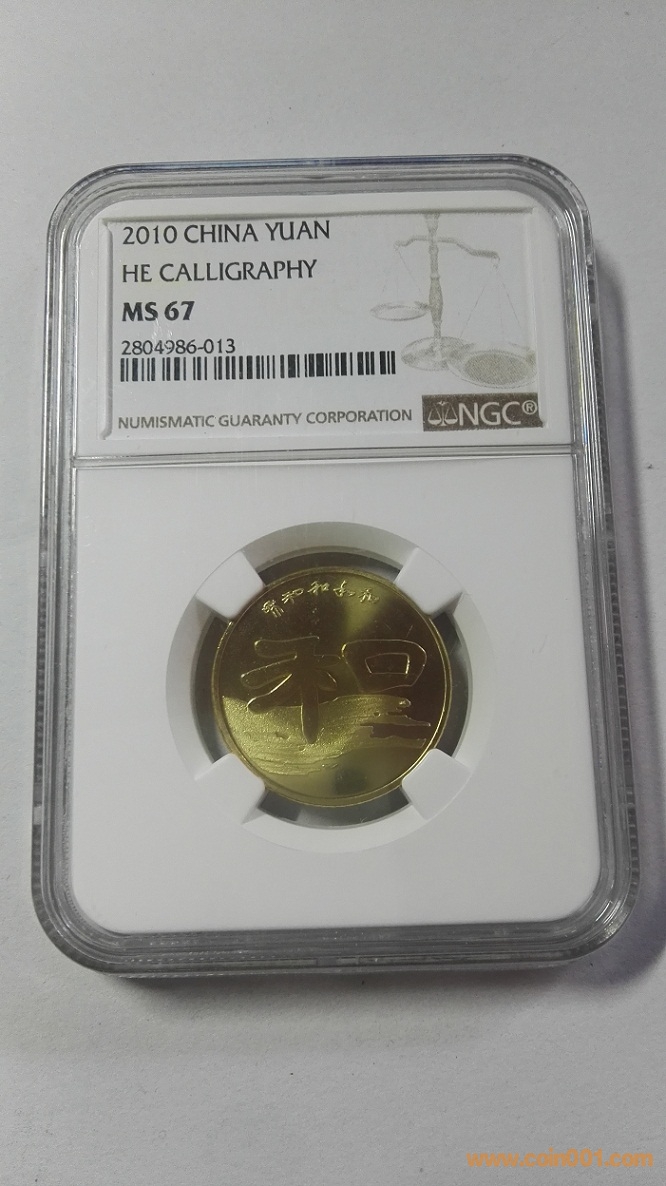 2010 CHINA YUAN
HE CALLIGRAPHY
MS 67
2804986-013
NUMISMATIC GUARANTY CORPORATION
NGC®
和
www.coin001.com